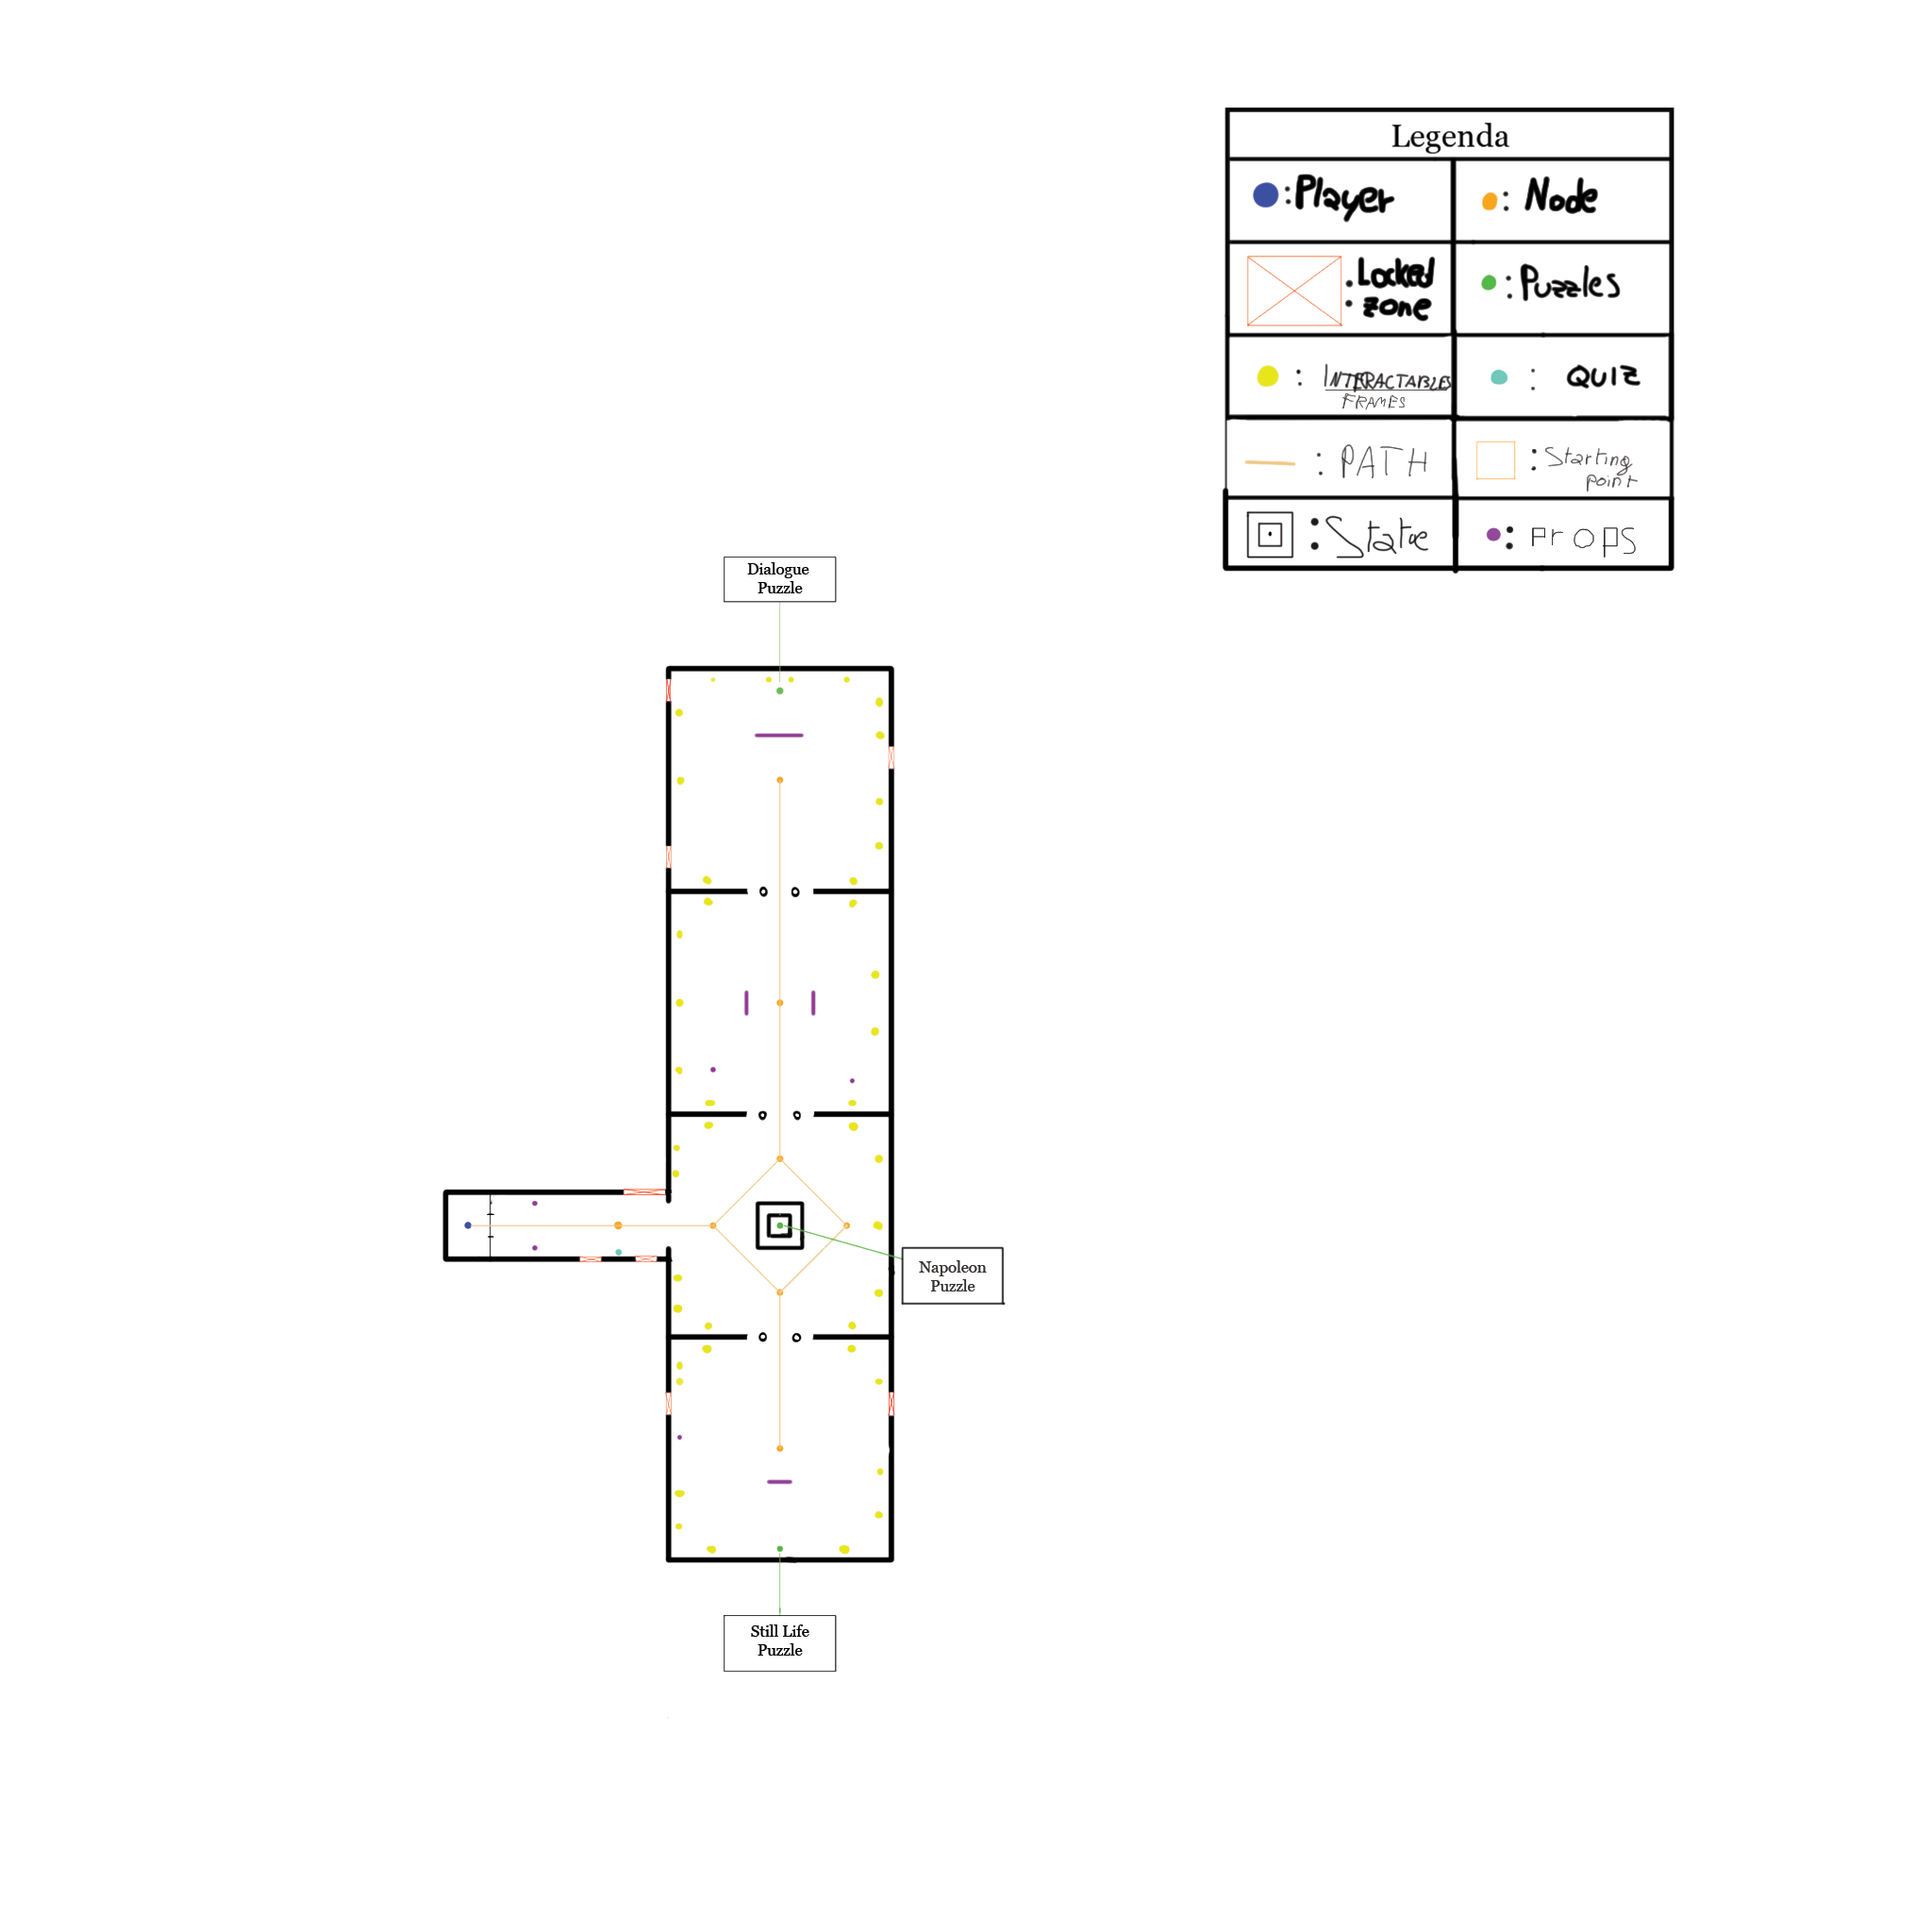 Legenda
: Player
: Node
: Locked
: zone
: Puzzles
: INTERACTABLES
FRAMES
: QUIZ
: PATH
: Starting
point
: Statue
: Props
Dialogue
Puzzle
Napoleon
Puzzle
Still Life
Puzzle